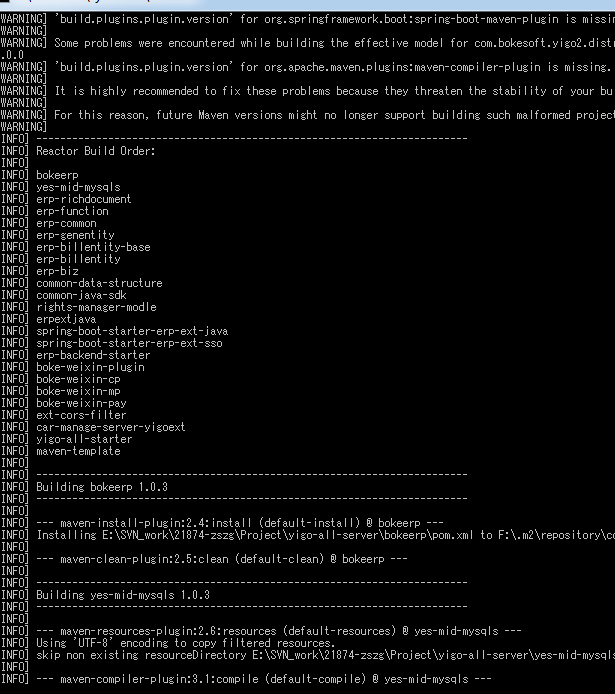 WARNING] 'build.plugins.plugin.version' for org.springframework.boot:spring-boot-maven-plugin is missin
WARNING]
WARNING] Some problems were encountered while building the effective model for com.bokesoft.yigo2.distr
.0.0
WARNING] 'build.plugins.plugin.version' for org.apache.maven.plugins:maven-compiler-plugin is missing.
WARNING]
WARNING] It is highly recommended to fix these problems because they threaten the stability of your bu
WARNING]
WARNING] For this reason, future Maven versions might no longer support building such malformed project
WARNING]
INFO] ------------------------------------------------------------------------
INFO] Reactor Build Order:
INFO]
INFO] bokeerp
INFO] yes-mid-mysqls
INFO] erp-richdocument
INFO] erp-function
INFO] erp-common
INFO] erp-genentity
INFO] erp-billentity-base
INFO] erp-billentity
INFO] erp-biz
INFO] common-data-structure
INFO] common-java-sdk
INFO] rights-manager-modle
INFO] erpextjava
INFO] spring-boot-starter-erp-ext-java
INFO] spring-boot-starter-erp-ext-sso
INFO] erp-backend-starter
INFO] boke-weixin-plugin
INFO] boke-weixin-cp
INFO] boke-weixin-mp
INFO] boke-weixin-pay
INFO] ext-cors-filter
INFO] car-manage-server-yigoext
INFO] yigo-all-starter
INFO] maven-template
INFO]
INFO] ------------------------------------------------------------------------
INFO] Building bokeerp 1.0.3
INFO] ------------------------------------------------------------------------
INFO]
INFO] --- maven-install-plugin:2.4:install (default-install) @ bokeerp ---
INFO] Installing E:\SVN_work\21874-zszg\Project\yigo-all-server\bokeerp\pom.xml to F:\.m2\repository\co
INFO]
INFO] --- maven-clean-plugin:2.5:clean (default-clean) @ bokeerp ---
INFO]
INFO] ------------------------------------------------------------------------
INFO] Building yes-mid-mysqls 1.0.3
INFO] ------------------------------------------------------------------------
INFO]
INFO] --- maven-resources-plugin:2.6:resources (default-resources) @ yes-mid-mysqls ---
INFO] Using 'UTF-8' encoding to copy filtered resources.
INFO] skip non existing resourceDirectory E:\SVN_work\21874-zszg\Project\yigo-all-server\yes-mid-mysqls
INFO]
INFO] --- maven-compiler-plugin:3.1:compile (default-compile) @ yes-mid-mysqls ---